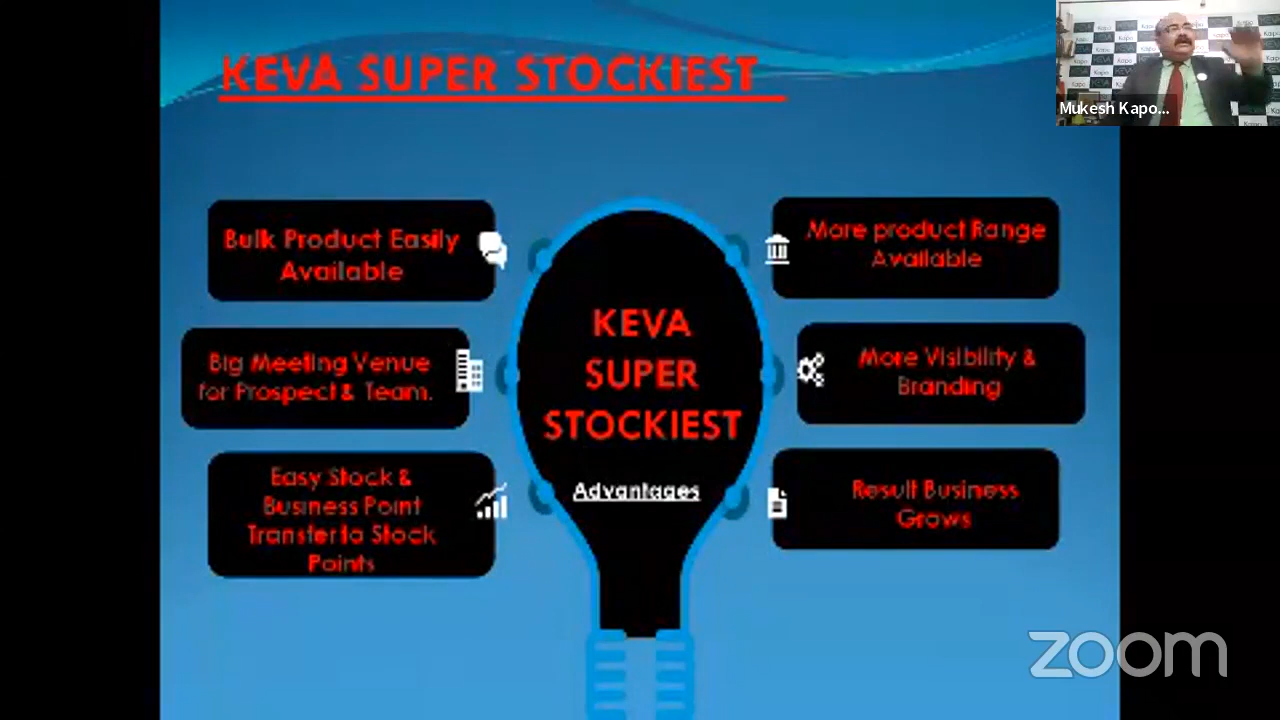 KEVA SUPER STOCKIEST
Mukesh Kapo...
Bulk Product Easily
Available
Big Meeting Venue
for Prospect & Team.
Easy Stock &
Business Point
Transfer to Stock
Points
KEVA
SUPER
STOCKIEST
Advantages
More product Range
Available
More Visibility &
Branding
Result Business
Grows
zoom